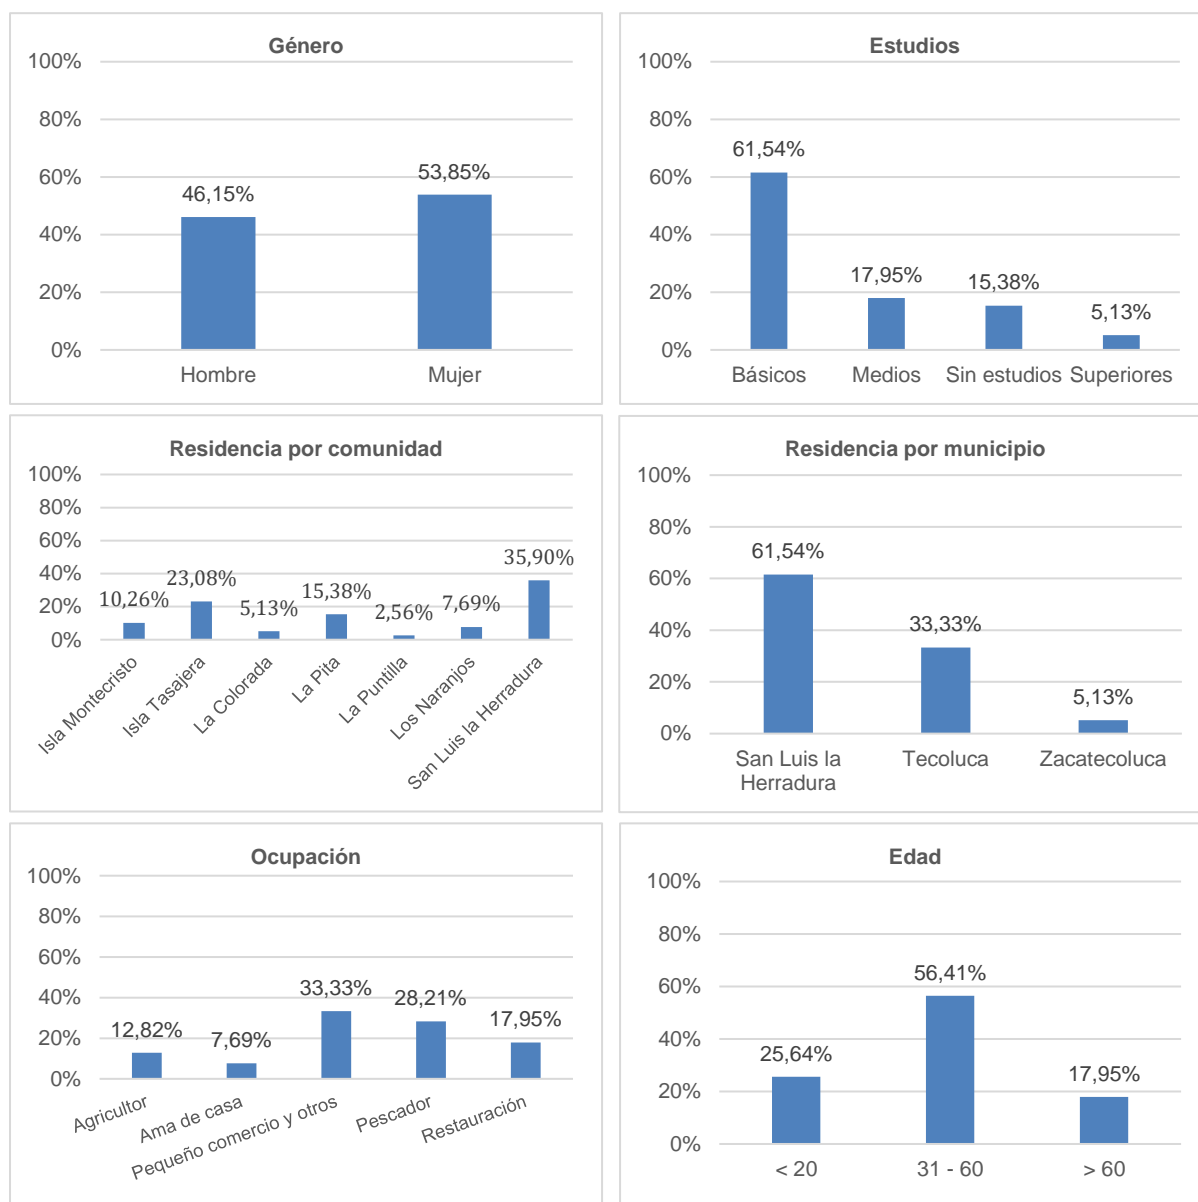 Género
100%
80%
60%
40%
20%
0%
46,15%
53,85%
Hombre
Mujer
Estudios
100%
80%
60%
40%
20%
0%
61,54%
17,95%
15,38%
5,13%
Básicos
Medios
Sin estudios
Superiores
Residencia por comunidad
100%
80%
60%
40%
20%
0%
10,26%
23,08%
5,13%
15,38%
2,56%
7,69%
35,90%
Isla Montecristo
Isla Tasajera
La Colorada
La Pita
La Puntilla
Los Naranjos
San Luis la Herradura
Residencia por municipio
100%
80%
60%
40%
20%
0%
61,54%
33,33%
5,13%
San Luis la
Herradura
Tecoluca
Zacatecoluca
Ocupación
100%
80%
60%
40%
20%
0%
12,82%
7,69%
33,33%
28,21%
17,95%
Agricultor
Ama de casa
Pequeño comercio y otros
Pescador
Restauración
Edad
100%
80%
60%
40%
20%
0%
25,64%
56,41%
17,95%
< 20
31 - 60
> 60